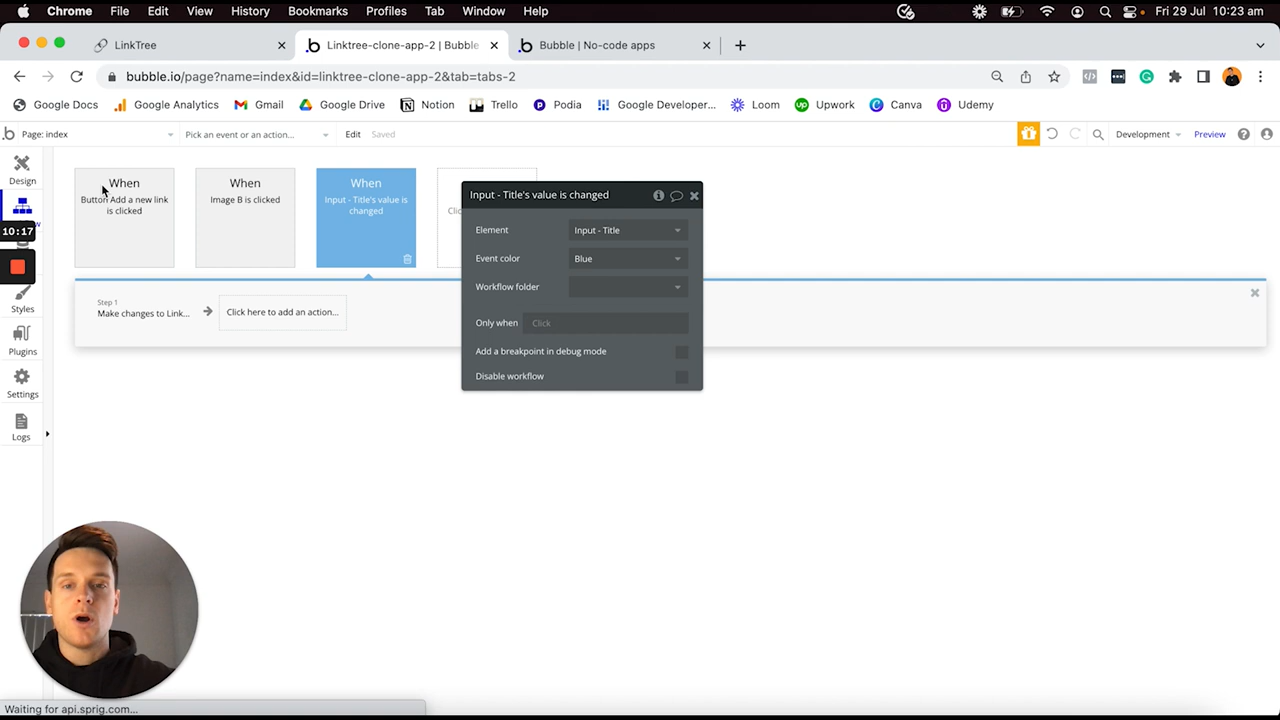 Chrome File Edit View History Bookmarks Profiles Tab Window Help Fri 29 Jul 10:23 am
LinkTree
Linktree-clone-app-2 | Bubble
Bubble | No-code apps
bubble.io/page?name=index&id=linktree-clone-app-2&tab=tabs-2
Google Docs Google Analytics Gmail Google Drive Notion Trello Podia Google Developer... Loom Upwork Canva Udemy
Page: index Pick an event or an action... Edit Saved Development Preview
Design
10:17
Styles
Plugins
Settings
Logs
When
Button Add a new link
is clicked
When
Image B is clicked
When
Input - Title's value is
changed
Input - Title's value is changed
Element Input - Title
Event color Blue
Workflow folder
Only when Click
Add a breakpoint in debug mode
Disable workflow
Step 1
Make changes to Link...
Click here to add an action...
Waiting for api.sprig.com...